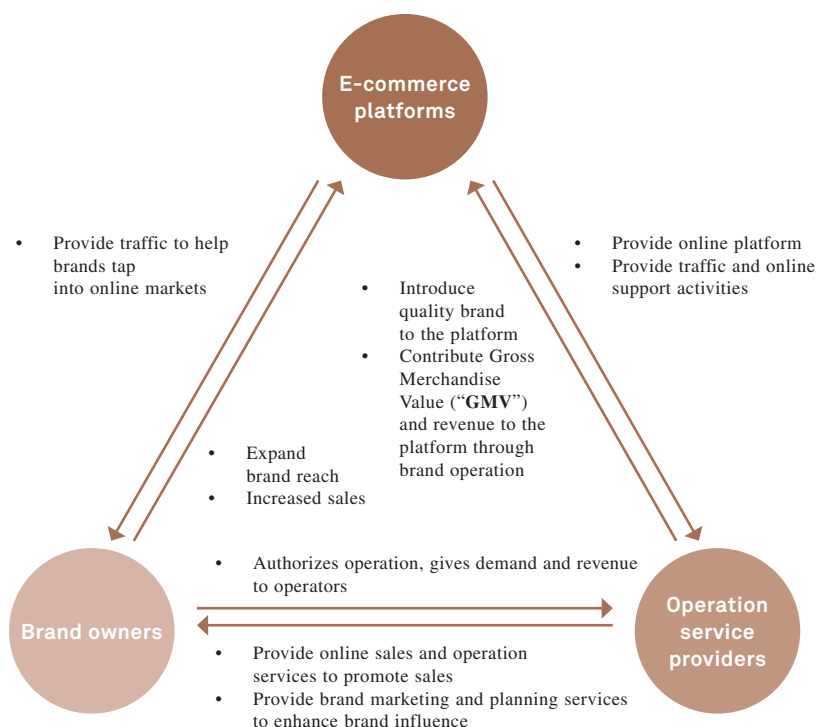 E-commerce
platforms
• Provide traffic to help
brands tap
into online markets
• Provide online platform
• Provide traffic and online
support activities
• Introduce
quality brand
to the platform
• Contribute Gross
Merchandise
Value (“GMV”)
and revenue to the
platform through
brand operation
• Expand
brand reach
• Increased sales
• Authorizes operation, gives demand and revenue
to operators
Brand owners
Operation
service
providers
• Provide online sales and operation
services to promote sales
• Provide brand marketing and planning services
to enhance brand influence